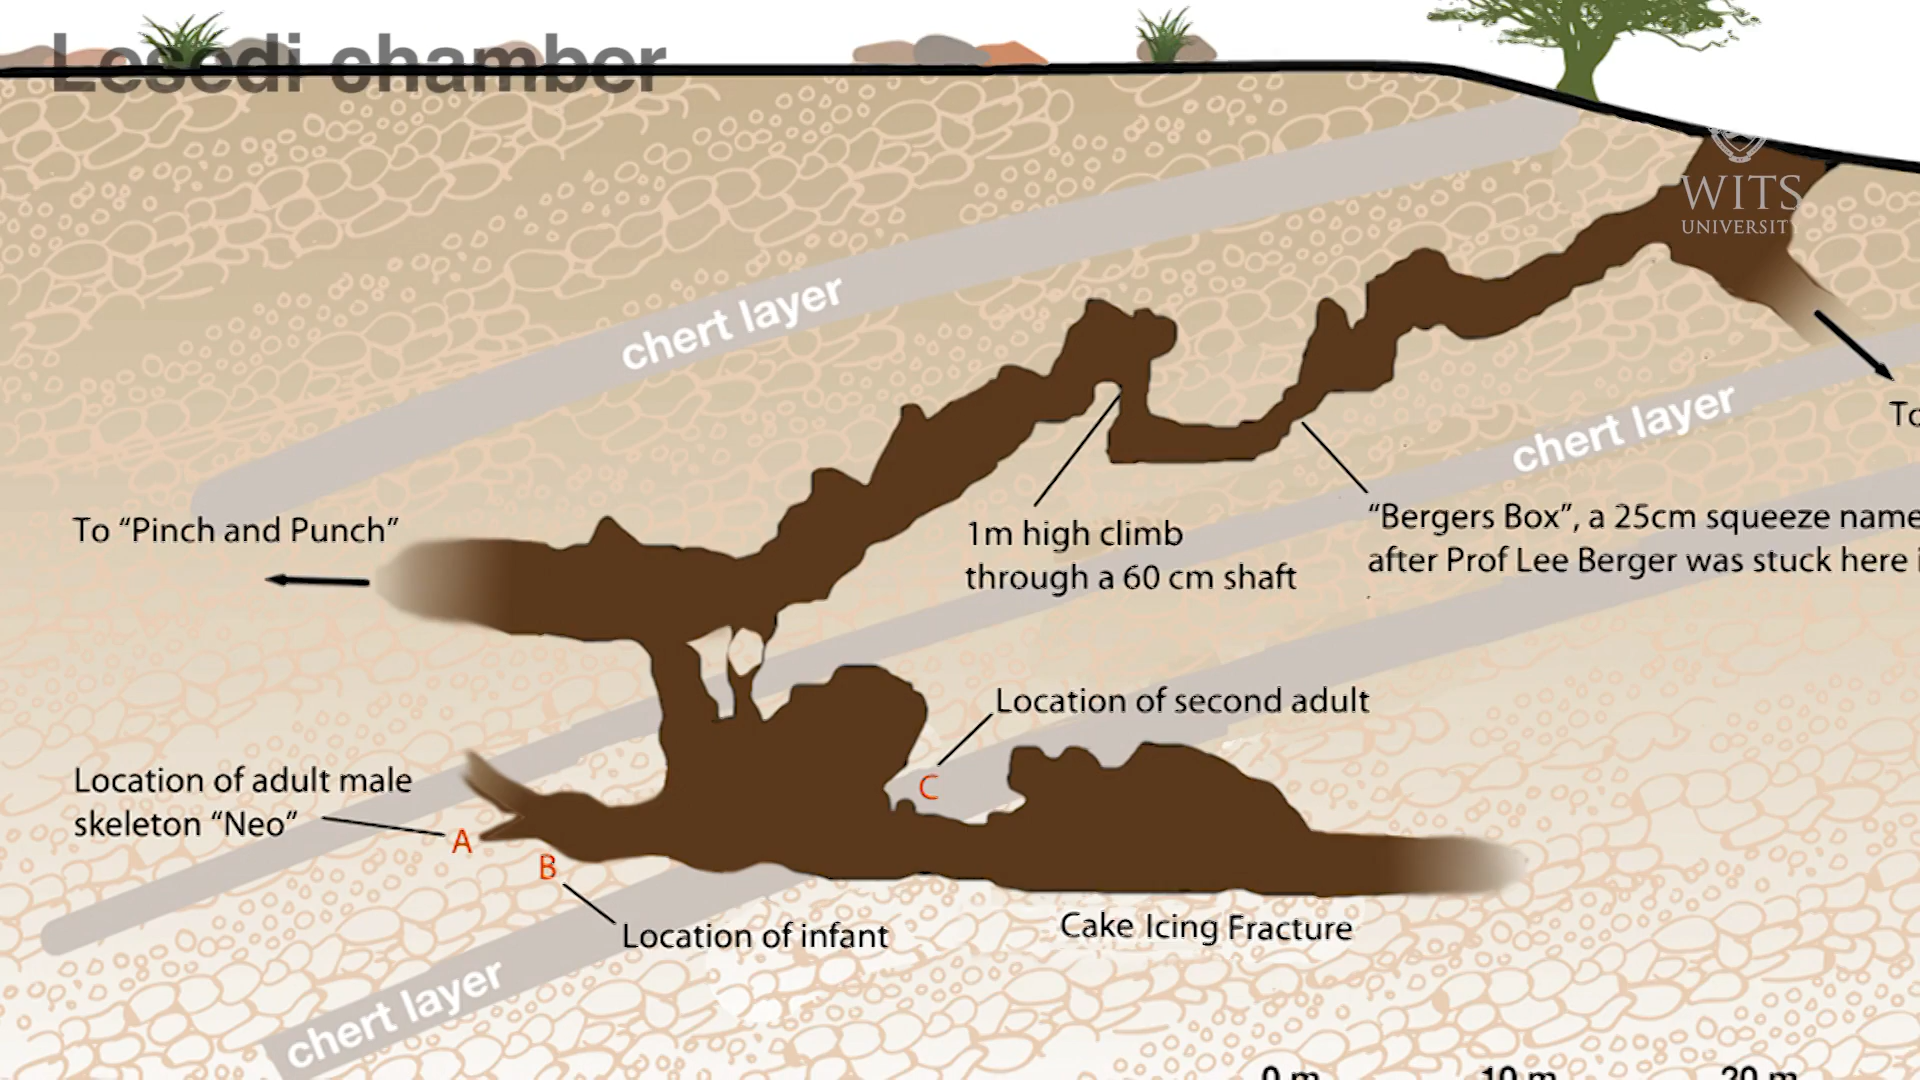 Lesedi chamber
WITS
UNIVERSITY
chert layer
chert layer
To
To “Pinch and Punch”
1m high climb
through a 60 cm shaft
“Bergers Box”, a 25cm squeeze name
after Prof Lee Berger was stuck here i
Location of second adult
C
Location of adult male
skeleton “Neo”
A
B
Location of infant
Cake Icing Fracture
chert layer
0 m 10 m 20 m